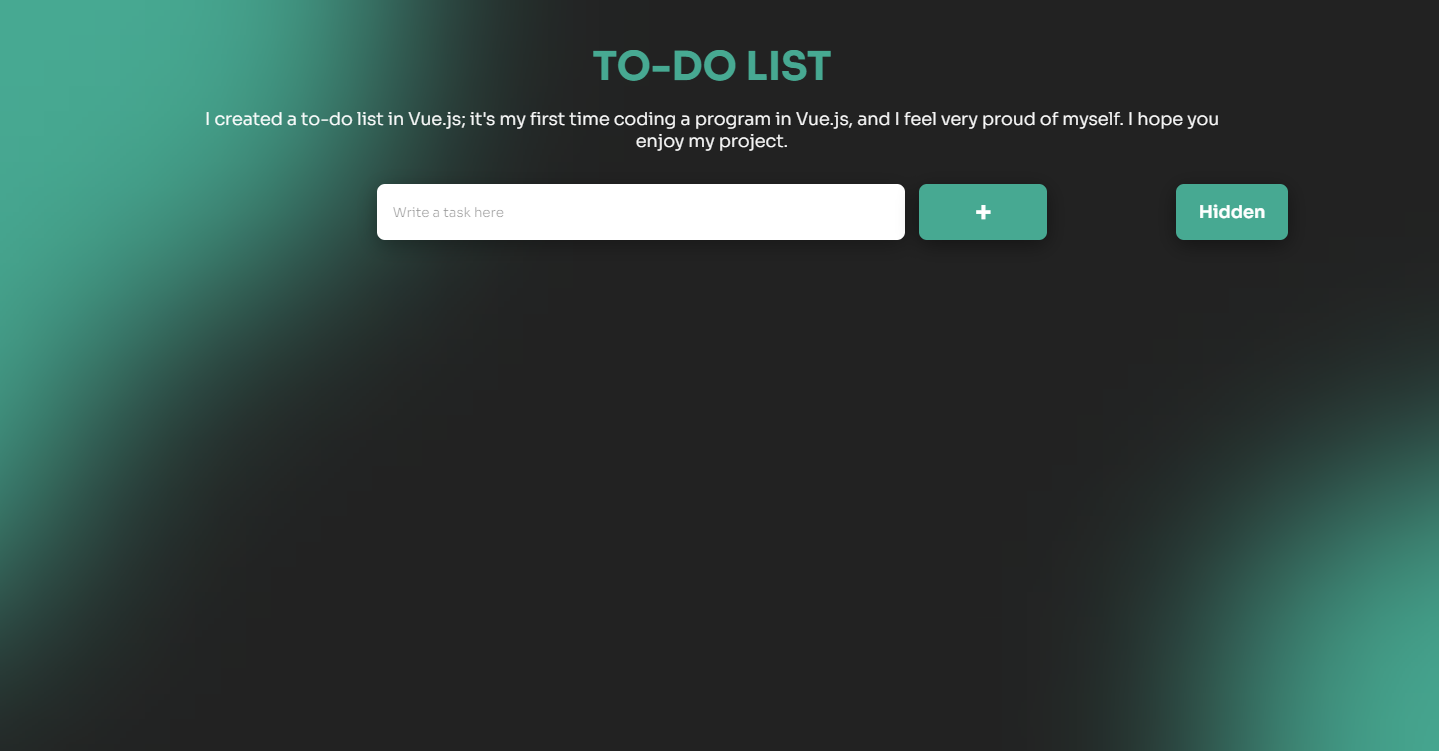 TO-DO LIST
I created a to-do list in Vue.js; it's my first time coding a program in Vue.js, and I feel very proud of myself. I hope you
enjoy my project.
Write a task here
+
Hidden